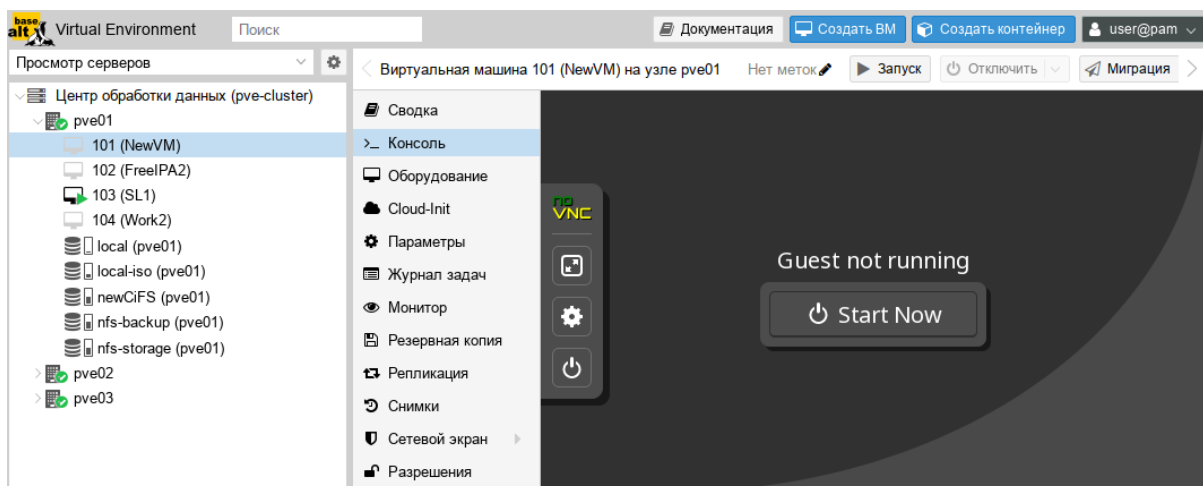 base
alt Virtual Environment Поиск Документация Создать ВМ Создать контейнер user@pam
Просмотр серверов
Виртуальная машина 101 (NewVM) на узле pve01 Нет меток Запуск Отключить Миграция
Центр обработки данных (pve-cluster)
pve01
101 (NewVM)
102 (FreeIPA2)
103 (SL1)
104 (Work2)
local (pve01)
local-iso (pve01)
newCiFS (pve01)
nfs-backup (pve01)
nfs-storage (pve01)
pve02
pve03
Сводка
>_ Консоль
Оборудование
Cloud-Init
Параметры
Журнал задач
Монитор
Резервная копия
Репликация
Снимки
Сетевой экран
Разрешения
no
VNC
Guest not running
Start Now